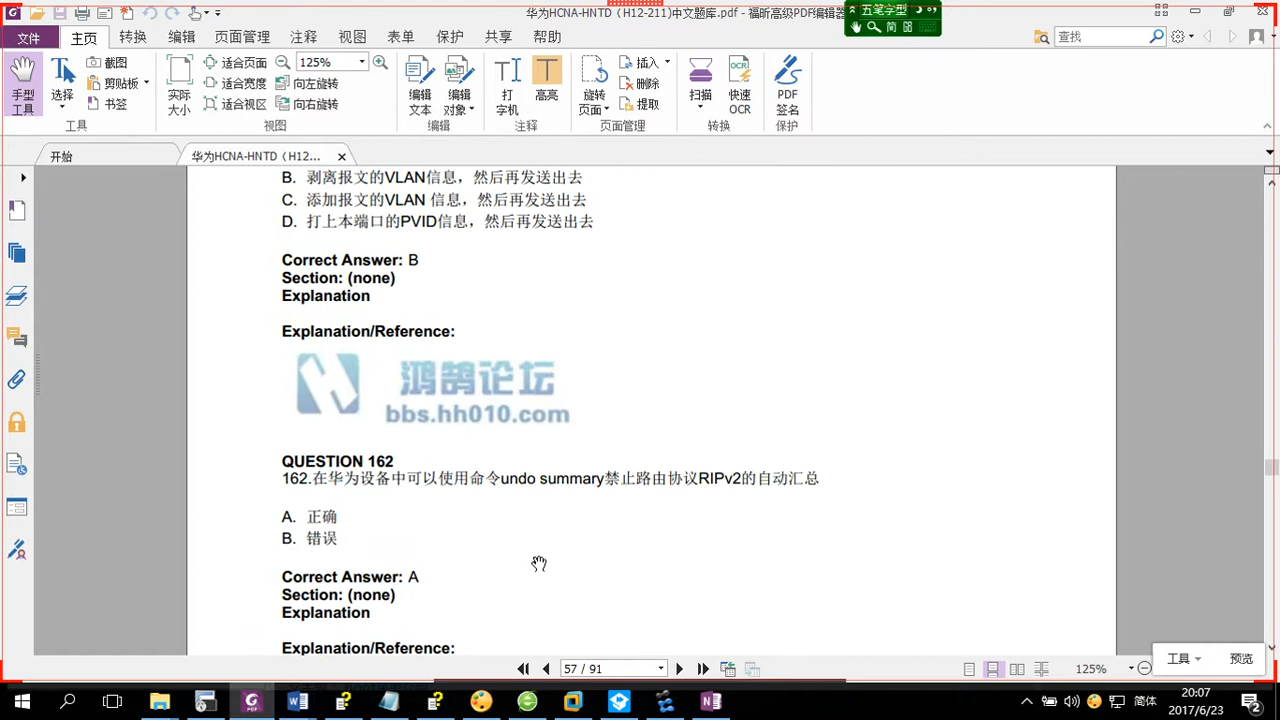 华为HCNA-HNTD（H12-211)中文题库.pdf - 福昕高级PDF编辑器
五笔字型
简
文件 主页 转换 编辑 页面管理 注释 视图 表单 保护 共享 帮助
查找
手型工具
选择
截图
剪贴板
书签
工具
实际大小
适合页面
适合宽度
适合视区
125%
向左旋转
向右旋转
视图
编辑文本
编辑对象
编辑
打字机
高亮
注释
旋转页面
插入
删除
提取
页面管理
扫描
快速OCR
转换
PDF签名
保护
开始
华为HCNA-HNTD（H12...
B. 剥离报文的VLAN信息，然后再发送出去
C. 添加报文的VLAN 信息，然后再发送出去
D. 打上本端口的PVID信息，然后再发送出去
Correct Answer: B
Section: (none)
Explanation
Explanation/Reference:
鸿鹄论坛
bbs.hh010.com
QUESTION 162
162.在华为设备中可以使用命令undo summary禁止路由协议RIPv2的自动汇总
A. 正确
B. 错误
Correct Answer: A
Section: (none)
Explanation
Explanation/Reference:
57 / 91
125%
工具 预览
简体
20:07
2017/6/23
2